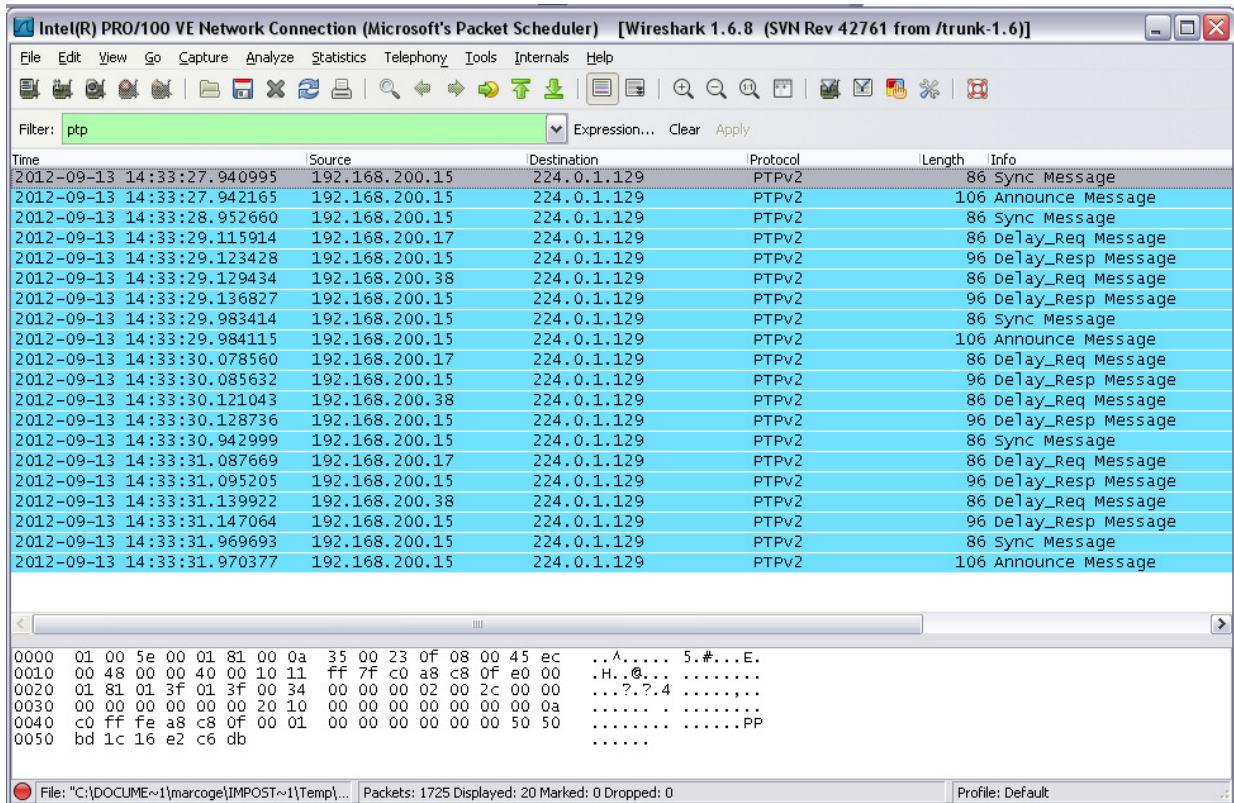 Intel(R) PRO/100 VE Network Connection (Microsoft's Packet Scheduler) [Wireshark 1.6.8 (SVN Rev 42761 from /trunk-1.6)]
File Edit View Go Capture Analyze Statistics Telephony Tools Internals Help
Filter: ptp Expression... Clear Apply
Time Source Destination Protocol Length Info
2012-09-13 14:33:27.940995 192.168.200.15 224.0.1.129 PTPv2 86 Sync Message
2012-09-13 14:33:27.942165 192.168.200.15 224.0.1.129 PTPv2 106 Announce Message
2012-09-13 14:33:28.952660 192.168.200.15 224.0.1.129 PTPv2 86 Sync Message
2012-09-13 14:33:29.115914 192.168.200.17 224.0.1.129 PTPv2 86 Delay_Req Message
2012-09-13 14:33:29.123428 192.168.200.15 224.0.1.129 PTPv2 96 Delay_Resp Message
2012-09-13 14:33:29.129434 192.168.200.38 224.0.1.129 PTPv2 86 Delay_Req Message
2012-09-13 14:33:29.136827 192.168.200.15 224.0.1.129 PTPv2 96 Delay_Resp Message
2012-09-13 14:33:29.983414 192.168.200.15 224.0.1.129 PTPv2 86 Sync Message
2012-09-13 14:33:29.984115 192.168.200.15 224.0.1.129 PTPv2 106 Announce Message
2012-09-13 14:33:30.078560 192.168.200.17 224.0.1.129 PTPv2 86 Delay_Req Message
2012-09-13 14:33:30.085632 192.168.200.15 224.0.1.129 PTPv2 96 Delay_Resp Message
2012-09-13 14:33:30.121043 192.168.200.38 224.0.1.129 PTPv2 86 Delay_Req Message
2012-09-13 14:33:30.128736 192.168.200.15 224.0.1.129 PTPv2 96 Delay_Resp Message
2012-09-13 14:33:30.942999 192.168.200.15 224.0.1.129 PTPv2 86 Sync Message
2012-09-13 14:33:31.087669 192.168.200.17 224.0.1.129 PTPv2 86 Delay_Req Message
2012-09-13 14:33:31.095205 192.168.200.15 224.0.1.129 PTPv2 96 Delay_Resp Message
2012-09-13 14:33:31.139922 192.168.200.38 224.0.1.129 PTPv2 86 Delay_Req Message
2012-09-13 14:33:31.147064 192.168.200.15 224.0.1.129 PTPv2 96 Delay_Resp Message
2012-09-13 14:33:31.969693 192.168.200.15 224.0.1.129 PTPv2 86 Sync Message
2012-09-13 14:33:31.970377 192.168.200.15 224.0.1.129 PTPv2 106 Announce Message
0000 01 00 5e 00 01 81 00 0a 35 00 23 0f 08 00 45 ec ..^..... 5.#...E.
0010 00 48 00 00 40 00 10 11 ff 7f c0 a8 c8 0f e0 00 .H..@... ........
0020 01 81 01 3f 01 3f 00 34 00 00 00 02 00 2c 00 00 ...?.?.4 .....,..
0030 00 00 00 00 00 00 20 10 00 00 00 00 00 00 00 0a ...... . ........
0040 c0 ff fe a8 c8 0f 00 01 00 00 00 00 00 00 50 50 ........ ......PP
0050 bd 1c 16 e2 c6 db ......
File: "C:\DOCUME~1\marcoge\IMPOST~1\Temp\... Packets: 1725 Displayed: 20 Marked: 0 Dropped: 0 Profile: Default